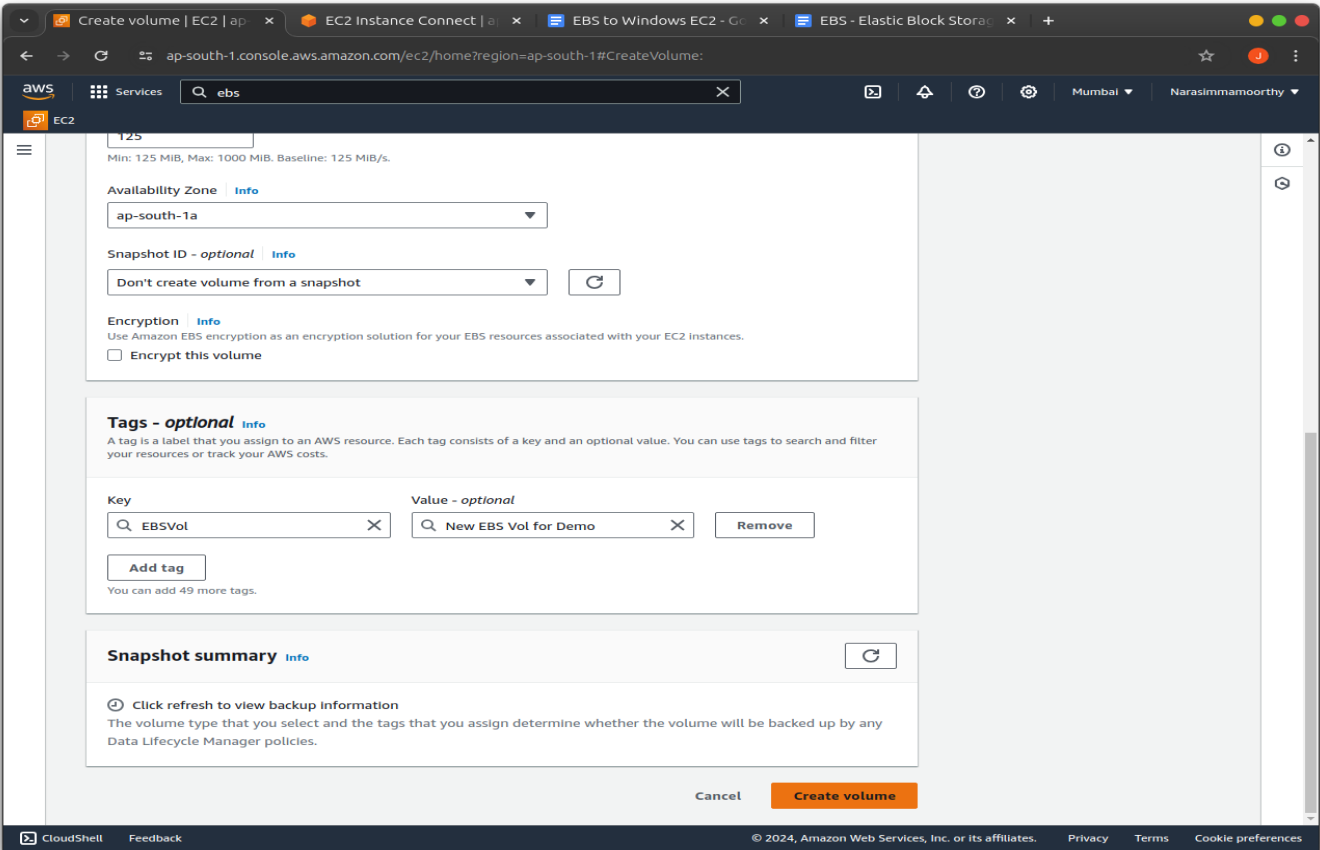 Create volume | EC2 | ap-
EC2 Instance Connect | a
EBS to Windows EC2 - Go
EBS - Elastic Block Storag
ap-south-1.console.aws.amazon.com/ec2/home?region=ap-south-1#CreateVolume:
J
aws
Services
ebs
Mumbai
Narasimmamoorthy
EC2
125
Min: 125 MiB, Max: 1000 MiB. Baseline: 125 MiB/s.
Availability Zone Info
ap-south-1a
Snapshot ID - optional Info
Don't create volume from a snapshot
Encryption Info
Use Amazon EBS encryption as an encryption solution for your EBS resources associated with your EC2 instances.
Encrypt this volume
Tags - optional Info
A tag is a label that you assign to an AWS resource. Each tag consists of a key and an optional value. You can use tags to search and filter
your resources or track your AWS costs.
Key
Value - optional
EBSVol
New EBS Vol for Demo
Remove
Add tag
You can add 49 more tags.
Snapshot summary Info
Click refresh to view backup information
The volume type that you select and the tags that you assign determine whether the volume will be backed up by any
Data Lifecycle Manager policies.
Cancel
Create volume
CloudShell
Feedback
© 2024, Amazon Web Services, Inc. or its affiliates.
Privacy
Terms
Cookie preferences